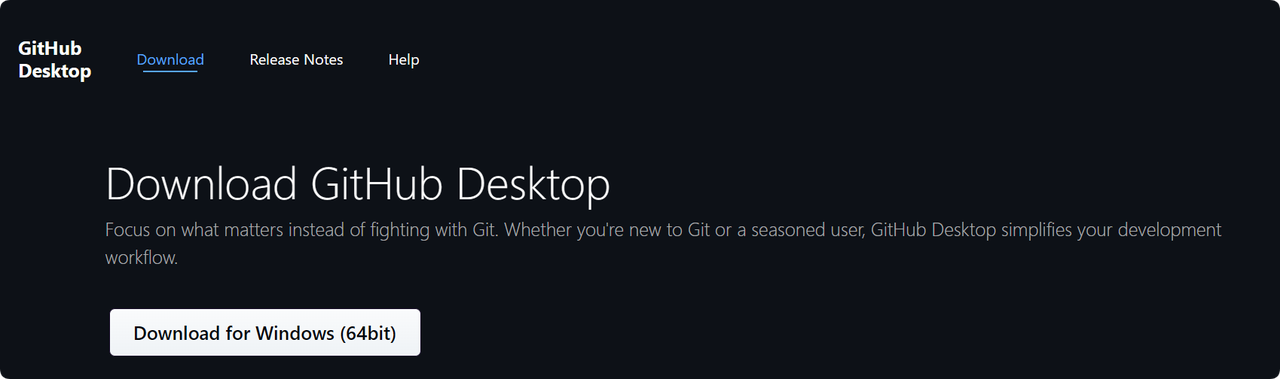 GitHub
Desktop
Download
Release Notes
Help
Download GitHub Desktop
Focus on what matters instead of fighting with Git. Whether you're new to Git or a seasoned user, GitHub Desktop simplifies your development
workflow.
Download for Windows (64bit)